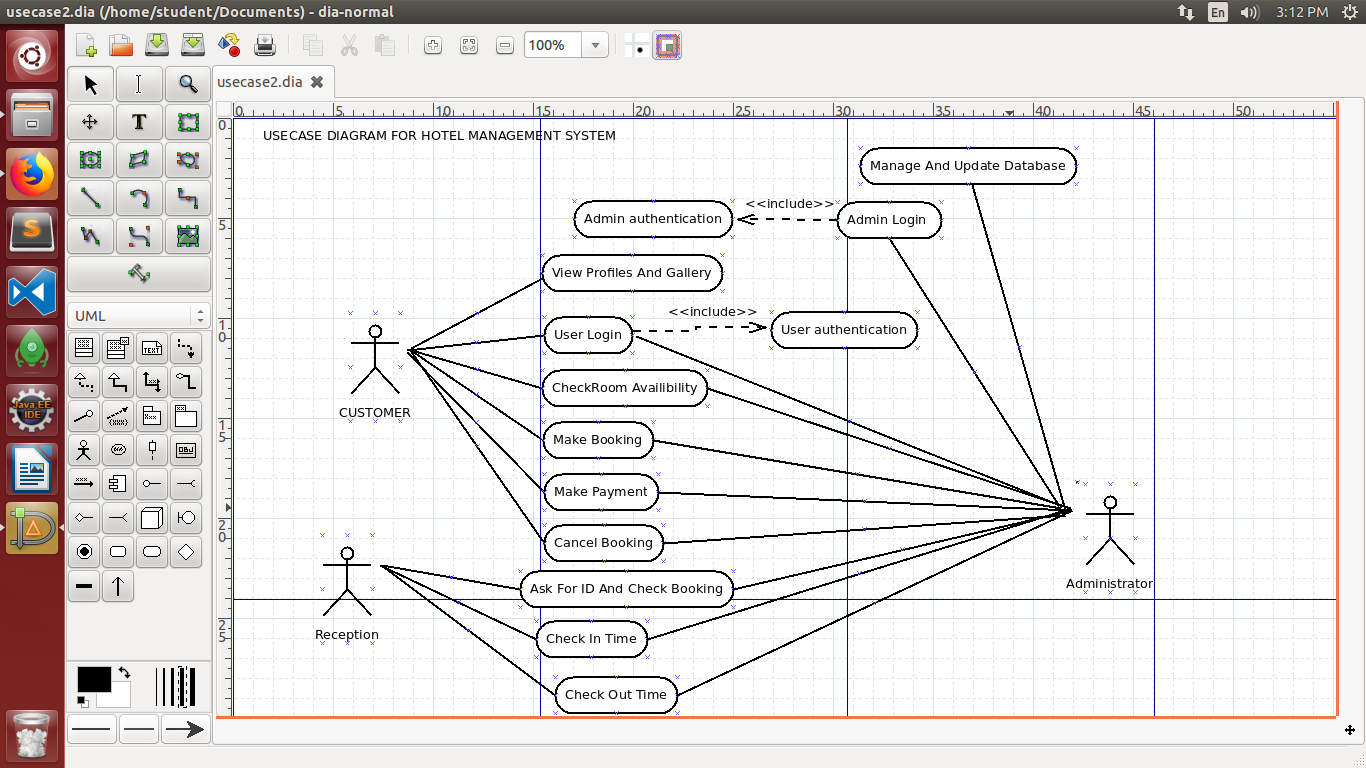 usecase2.dia (/home/student/Documents) - dia-normal
En
3:12 PM
100%
usecase2.dia
0 5 10 15 20 25 30 35 40 45 50
0
5
10
15
20
25
USECASE DIAGRAM FOR HOTEL MANAGEMENT SYSTEM
Manage And Update Database
<<include>>
Admin authentication
Admin Login
View Profiles And Gallery
<<include>>
User Login
User authentication
CheckRoom Availibility
CUSTOMER
Make Booking
Make Payment
Cancel Booking
Administrator
Ask For ID And Check Booking
Reception
Check In Time
Check Out Time
UML
Java EE
IDE